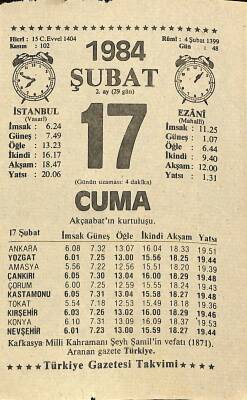 Hicri : 15 C.Evvel 1404
Kasım : 102
Rûmî : 4 Şubat 1399
Gün : 48
1984
ŞUBAT
2. ay (29 gün)
17
İSTANBUL
(Vasatî)
İmsak : 6.24
Güneş : 7.49
Öğle : 13.23
İkindi : 16.17
Akşam : 18.47
Yatsı : 20.06
EZÂNİ
(Mahallî)
İmsak : 11.25
Güneş : 1.07
Öğle : 6.44
İkindi : 9.40
Akşam : 12.00
Yatsı : 1.31
(Günün uzaması: 4 dakika)
CUMA
Akçaabat'ın kurtuluşu.
17 Şubat İmsak Güneş Öğle İkindi Akşam Yatsı
ANKARA 6.08 7.32 13.07 16.04 18.33 19.51
YOZGAT 6.01 7.25 13.00 15.56 18.25 19.44
AMASYA 5.56 7.22 12.56 15.51 18.20 19.39
ÇANKIRI 6.05 7.30 13.04 16.00 18.29 19.48
ÇORUM 6.00 7.25 12.59 15.55 18.24
KASTAMONU 6.05 7.31 13.04 15.58 18.27 19.48
TOKAT 5.54 7.18 12.53 15.49 18.18
KIRŞEHİR 6.03 7.26 13.02 16.00 18.29 19.46
KONYA 6.10 7.31 13.09 16.09 18.37 19.53
NEVŞEHİR 6.01 7.23 13.00 15.59 18.27 19.44
Kafkasya Milli Kahramanı Şeyh Şamil'in vefatı (1871).
Aranan gazete Türkiye.
Türkiye Gazetesi Takvimi